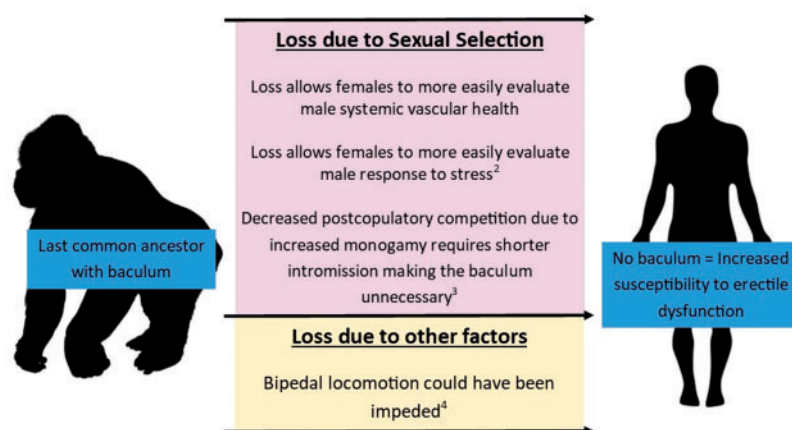 Loss due to Sexual Selection
Loss allows females to more easily evaluate
male systemic vascular health
Loss allows females to more easily evaluate
male response to stress²
Decreased postcopulatory competition due to
increased monogamy requires shorter
intromission making the baculum
unnecessary³
Last common ancestor
with baculum
No baculum = Increased
susceptibility to erectile
dysfunction
Loss due to other factors
Bipedal locomotion could have been
impeded⁴